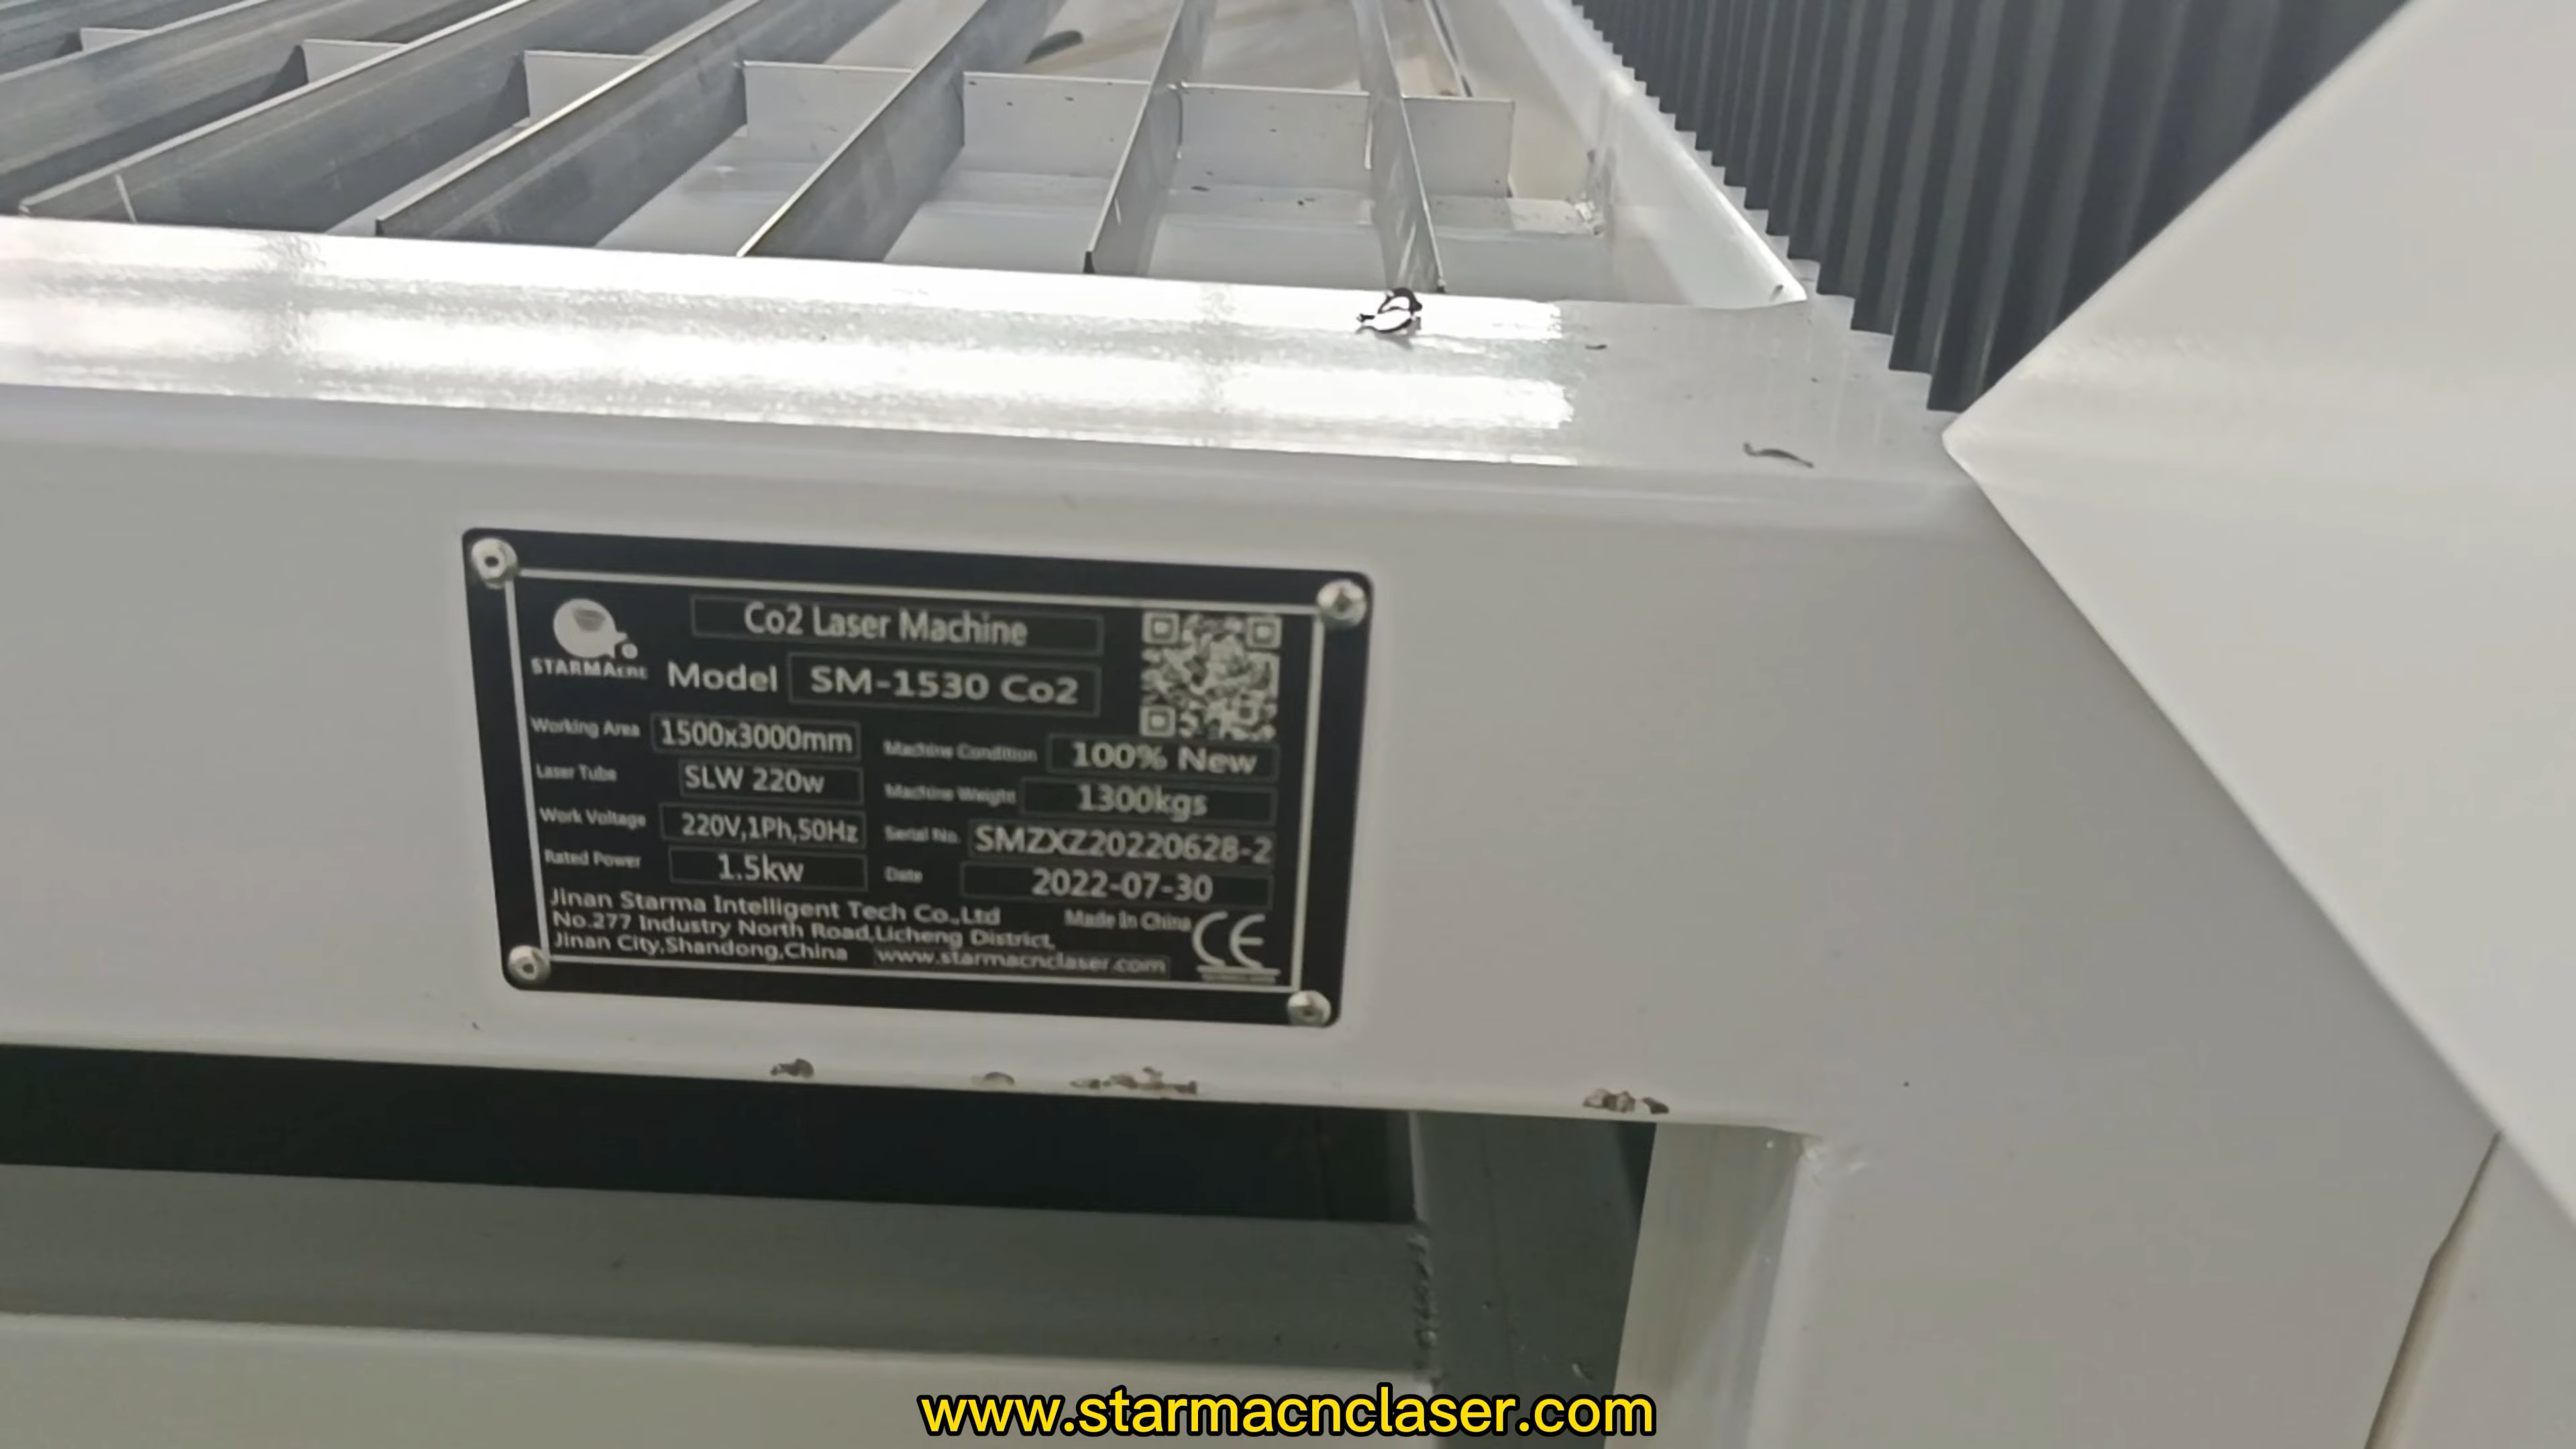 Co2 Laser Machine
STARMAcnc
Model SM-1530 Co2
Working Area 1500x3000mm
Machine Condition 100% New
Laser Tube SLW 220w
Machine Weight 1300kgs
Work Voltage 220V,1Ph,50Hz
Serial No. SMZXZ20220628-2
Rated Power 1.5kw
Date 2022-07-30
Jinan Starma Intelligent Tech Co.,Ltd
Made In China
CE
No.277 Industry North Road,Licheng District,
Jinan City,Shandong,China www.starmacnclaser.com
www.starmacnclaser.com